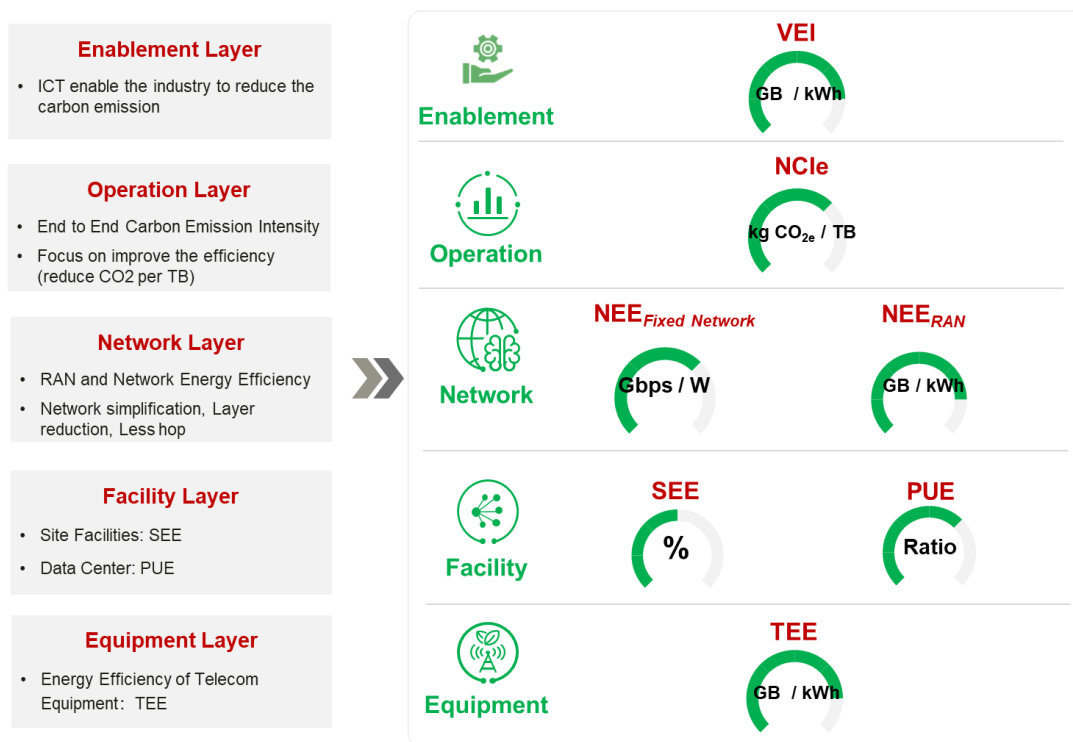 Enablement Layer
• ICT enable the industry to reduce the
carbon emission
Operation Layer
• End to End Carbon Emission Intensity
• Focus on improve the efficiency
(reduce CO2 per TB)
Network Layer
• RAN and Network Energy Efficiency
• Network simplification, Layer
reduction, Less hop
Facility Layer
• Site Facilities: SEE
• Data Center: PUE
Equipment Layer
• Energy Efficiency of Telecom
Equipment： TEE
Enablement
VEI
GB / kWh
Operation
NCIe
kg CO2e / TB
Network
NEE Fixed Network
Gbps / W
NEE RAN
GB / kWh
Facility
SEE
%
PUE
Ratio
Equipment
TEE
GB / kWh